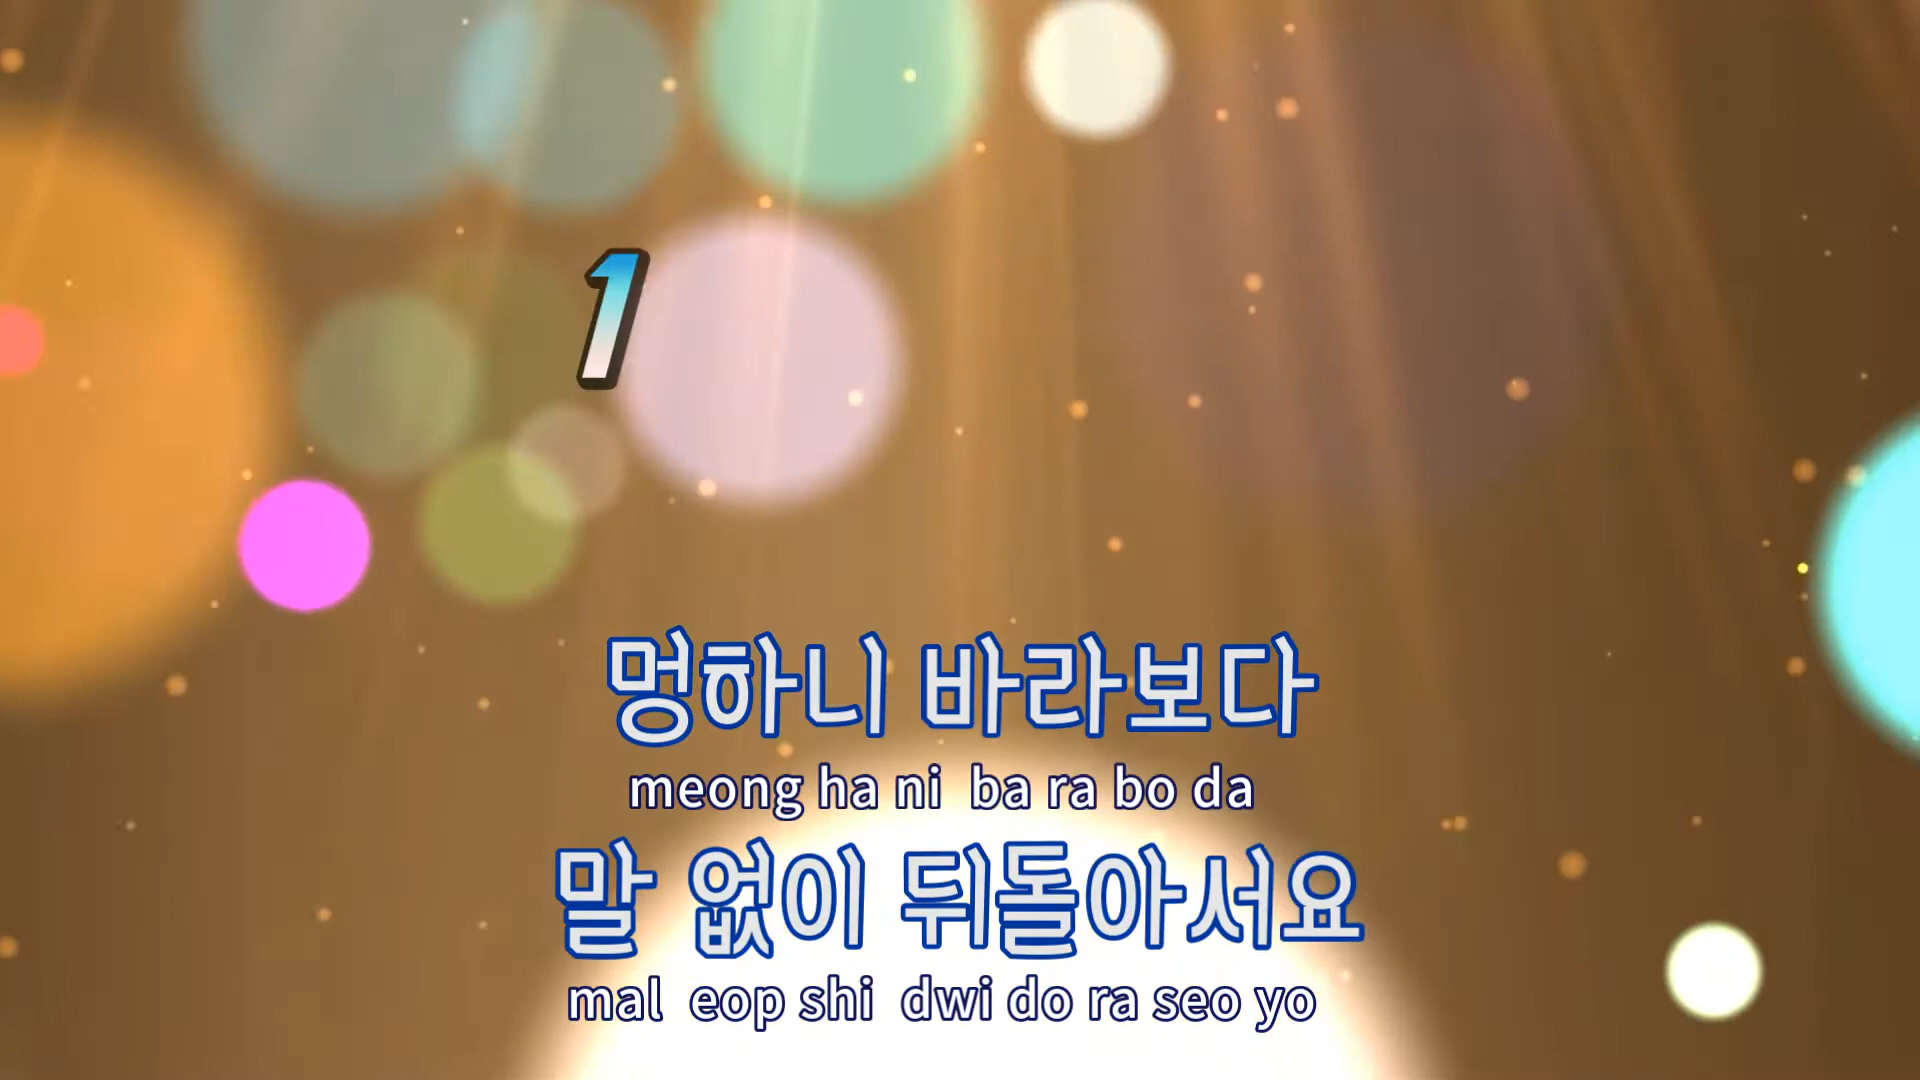 1
멍하니 바라보다
meong ha ni ba ra bo da
말 없이 뒤돌아서요
mal eop shi dwi do ra seo yo